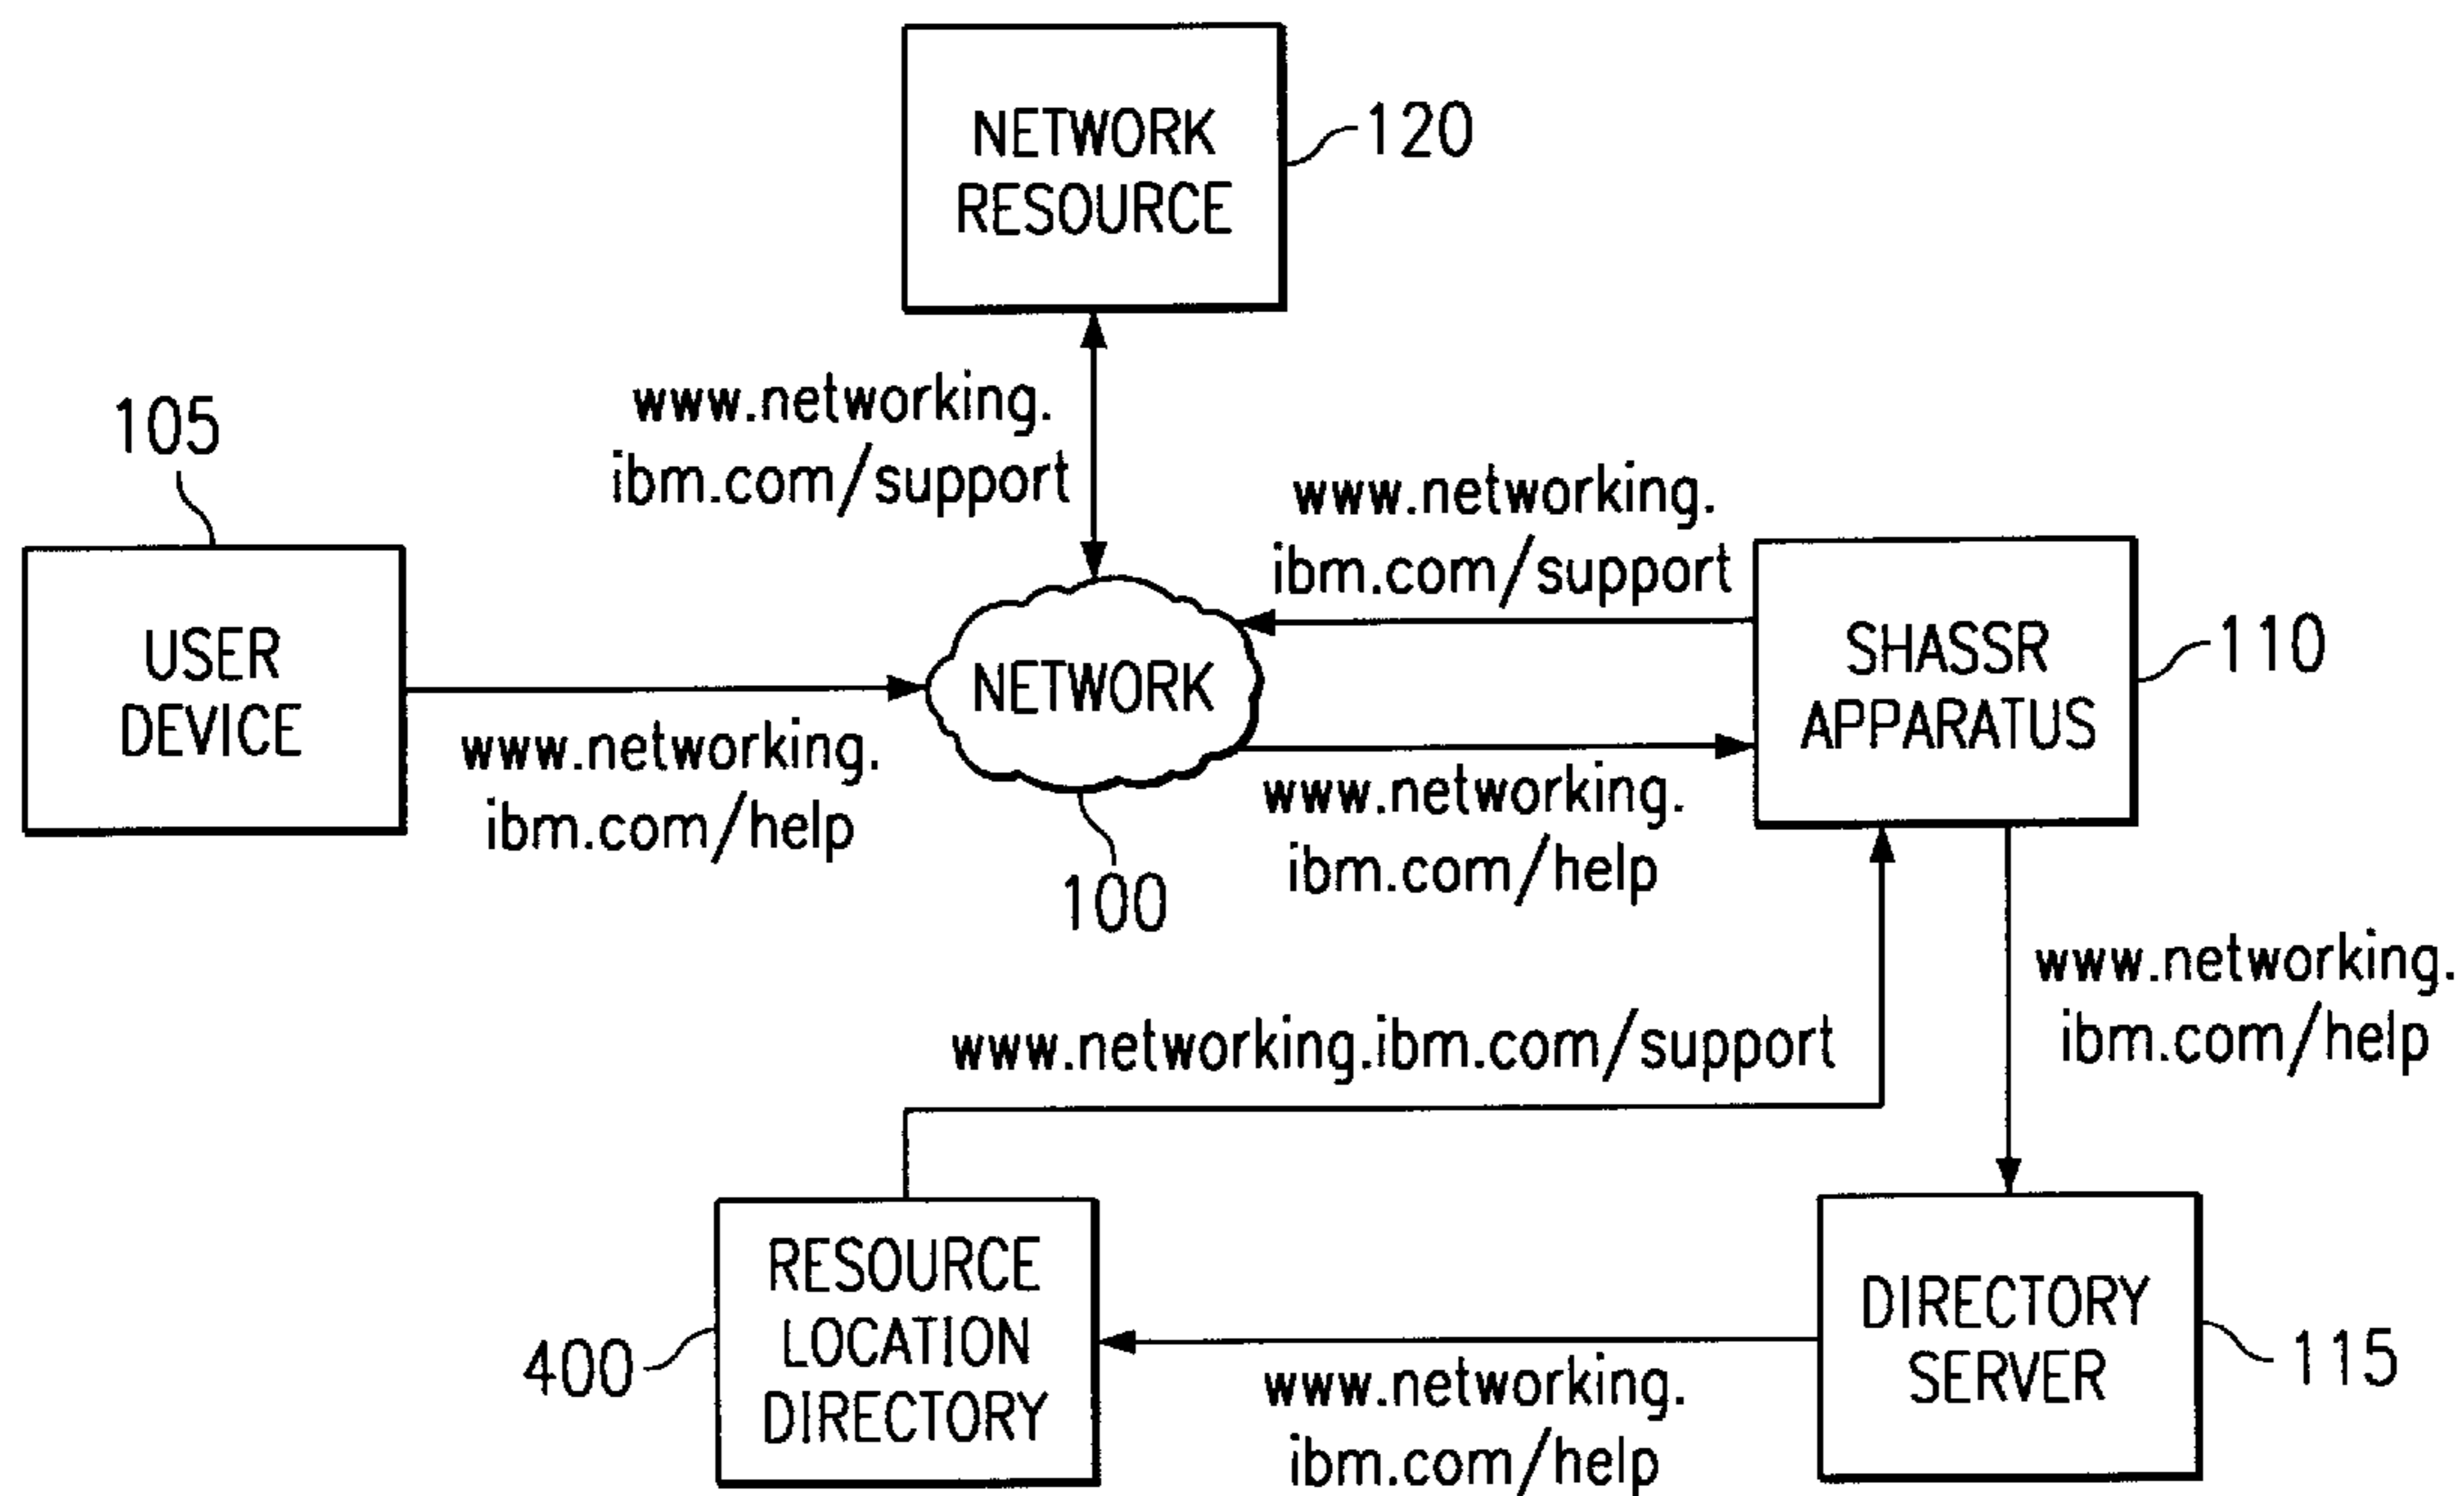 NETWORK
RESOURCE
120
www.networking.
ibm.com/support
105
www.networking.
ibm.com/support
USER
DEVICE
NETWORK
SHASSR
APPARATUS
110
www.networking.
ibm.com/help
www.networking.
ibm.com/help
100
www.networking.
ibm.com/help
www.networking.ibm.com/support
RESOURCE
LOCATION
DIRECTORY
400
DIRECTORY
SERVER
115
www.networking.
ibm.com/help